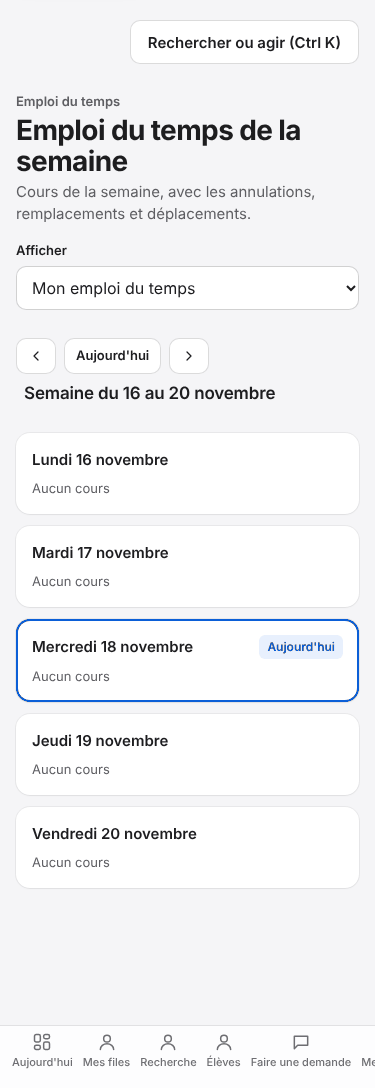 Rechercher ou agir (Ctrl K)
Emploi du temps
Emploi du temps de la
semaine
Cours de la semaine, avec les annulations,
remplacements et déplacements.
Afficher
Mon emploi du temps
Aujourd'hui
Semaine du 16 au 20 novembre
Lundi 16 novembre
Aucun cours
Mardi 17 novembre
Aucun cours
Mercredi 18 novembre
Aujourd'hui
Aucun cours
Jeudi 19 novembre
Aucun cours
Vendredi 20 novembre
Aucun cours
Aujourd'hui
Mes files
Recherche
Élèves
Faire une demande